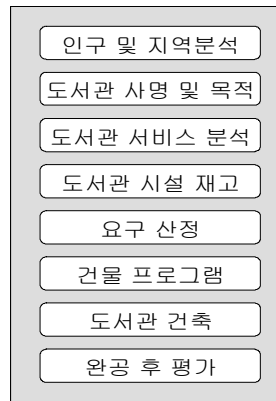 인구 및 지역분석
도서관 사명 및 목적
도서관 서비스 분석
도서관 시설 재고
요구 산정
건물 프로그램
도서관 건축
완공 후 평가